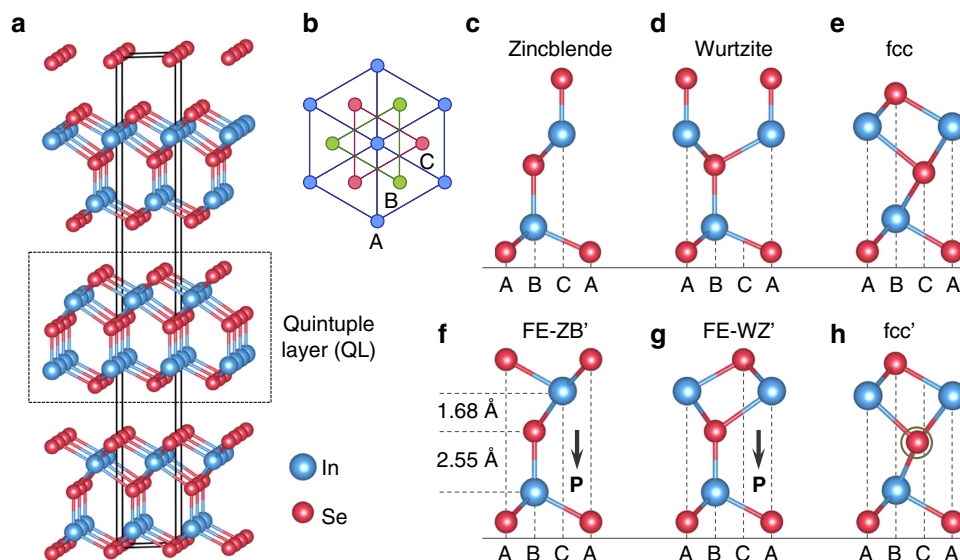 a
b
c
d
e
Zincblende
Wurtzite
fcc
C
B
A
A B C A
A B C A
A B C A
Quintuple
layer (QL)
In
Se
f
g
h
FE-ZB’
FE-WZ’
fcc’
1.68 Å
2.55 Å
P
P
A B C A
A B C A
A B C A